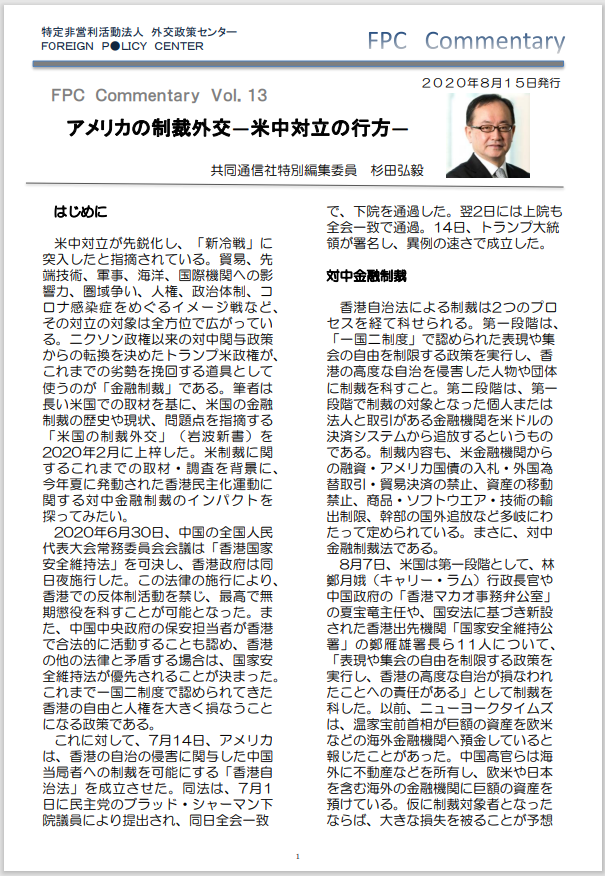 特定非営利活動法人 外交政策センター
FOREIGN P●LICY CENTER
FPC Commentary
2020年8月15日発行
FPC Commentary Vol. 13
アメリカの制裁外交―米中対立の行方―
共同通信社特別編集委員 杉田弘毅
はじめに
米中対立が先鋭化し、「新冷戦」に
突入したと指摘されている。貿易、先
端技術、軍事、海洋、国際機関への影
響力、圏域争い、人権、政治体制、コ
ロナ感染症をめぐるイメージ戦など、
その対立の対象は全方位で広がってい
る。ニクソン政権以来の対中関与政策
からの転換を決めたトランプ米政権が、
これまでの劣勢を挽回する道具として
使うのが「金融制裁」である。筆者は
長い米国での取材を基に、米国の金融
制裁の歴史や現状、問題点を指摘する
「米国の制裁外交」（岩波新書）を
2020年2月に上梓した。米制裁に関
するこれまでの取材・調査を背景に、
今年夏に発動された香港民主化運動に
関する対中金融制裁のインパクトを
探ってみたい。
2020年6月30日、中国の全国人民
代表大会常務委員会会議は「香港国家
安全維持法」を可決し、香港政府は同
日夜施行した。この法律の施行により、
香港での反体制活動を禁じ、最高で無
期懲役を科すことが可能となった。ま
た、中国中央政府の保安担当者が香港
で合法的に活動することも認め、香港
の他の法律と矛盾する場合は、国家安
全維持法が優先されることが決まった。
これまで一国二制度で認められてきた
香港の自由と人権を大きく損なうこと
になる政策である。
これに対して、7月14日、アメリカ
は、香港の自治の侵害に関与した中国
当局者への制裁を可能にする「香港自
治法」を成立させた。同法は、7月1
日に民主党のブラッド・シャーマン下
院議員により提出され、同日全会一致
で、下院を通過した。翌2日には上院も
全会一致で通過。14日、トランプ大統
領が署名し、異例の速さで成立した。
対中金融制裁
香港自治法による制裁は2つのプロ
セスを経て科せられる。第一段階は、
「一国二制度」で認められた表現や集
会の自由を制限する政策を実行し、香
港の高度な自治を侵害した人物や団体
に制裁を科すこと。第二段階は、第一
段階で制裁の対象となった個人または
法人と取引がある金融機関を米ドルの
決済システムから追放するというもの
である。制裁内容も、米金融機関から
の融資・アメリカ国債の入札・外国為
替取引・貿易決済の禁止、資産の移動
禁止、商品・ソフトウエア・技術の輸
出制限、幹部の国外追放など多岐にわ
たって定められている。まさに、対中
金融制裁法である。
8月7日、米国は第一段階として、林
鄭月娥（キャリー・ラム）行政長官や
中国政府の「香港マカオ事務弁公室」
の夏宝竜主任や、国安法に基づき新設
された香港出先機関「国家安全維持公
署」の鄭雁雄署長ら11人について、
「表現や集会の自由を制限する政策を
実行し、香港の高度な自治が損なわれ
たことへの責任がある」として制裁を
科した。以前、ニューヨークタイムズ
は、温家宝前首相が巨額の資産を欧米
などの海外金融機関へ預金していると
報じたことがあった。中国高官らは海
外に不動産などを所有し、欧米や日本
を含む海外の金融機関に巨額の資産を
預けている。仮に制裁対象者となった
ならば、大きな損失を被ることが予想
1